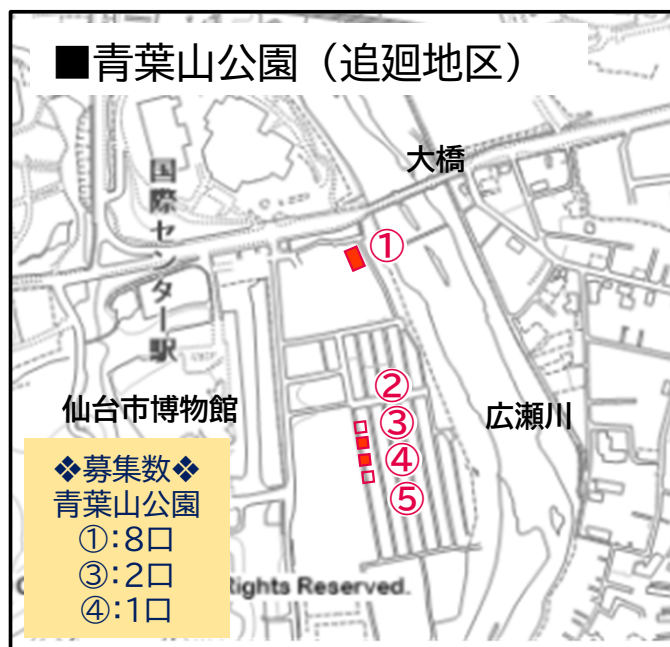 ■青葉山公園（追廻地区）
大橋
国際センター駅
①
②
③
④
⑤
仙台市博物館
広瀬川
❖募集数❖
青葉山公園
①：8口
③：2口
④：1口
Rights Reserved.